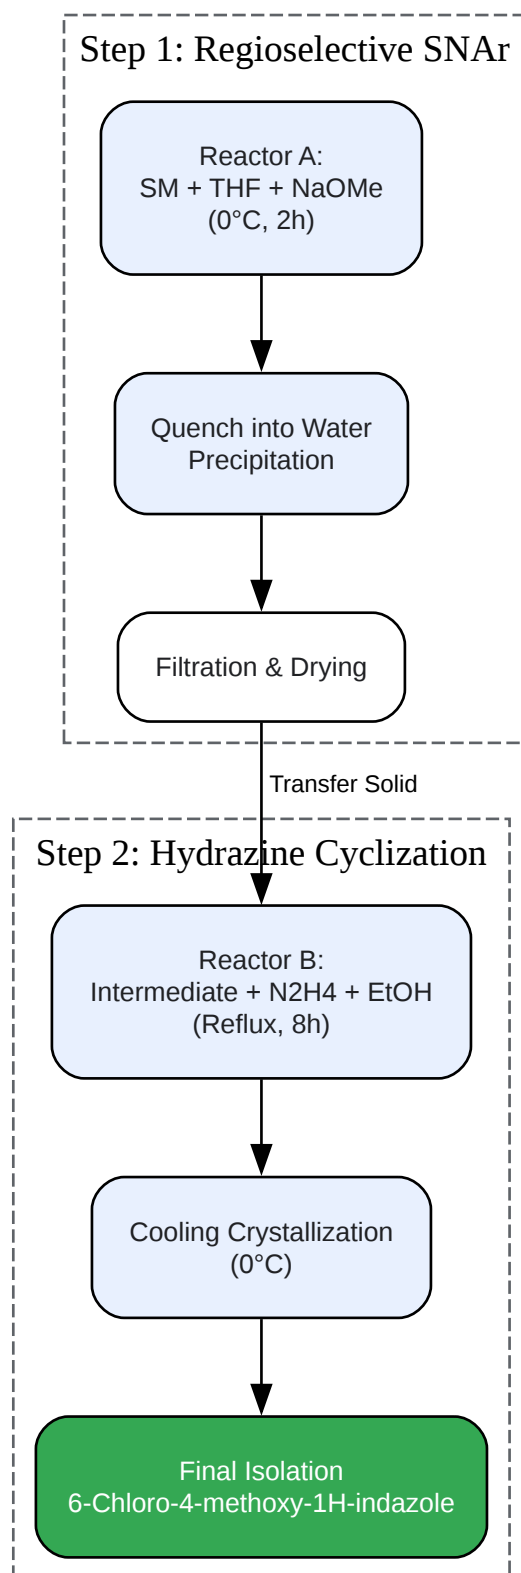 Step 1: Regioselective SNAr
Reactor A:
SM + THF + NaOMe
(0°C, 2h)
Quench into Water
Precipitation
Filtration & Drying
Transfer Solid
Step 2: Hydrazine Cyclization
Reactor B:
Intermediate + N2H4 + EtOH
(Reflux, 8h)
Cooling Crystallization
(0°C)
Final Isolation
6-Chloro-4-methoxy-1H-indazole